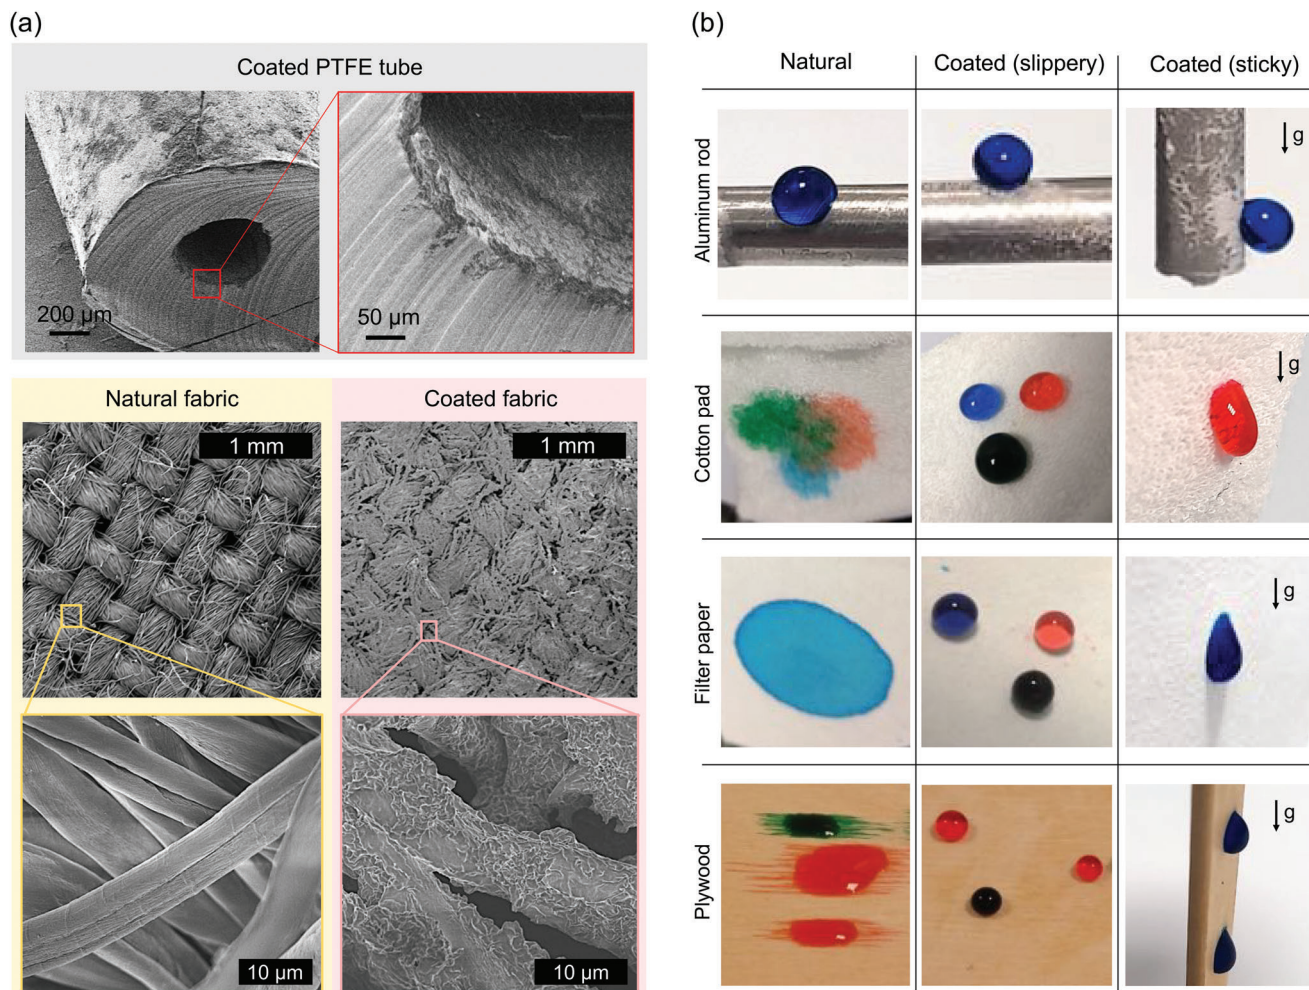 (a)
Coated PTFE tube
200 µm
50 µm
Natural fabric
Coated fabric
1 mm
1 mm
10 µm
10 µm
(b)
Natural
Coated (slippery)
Coated (sticky)
Aluminum rod
g
Cotton pad
g
Filter paper
g
Plywood
g